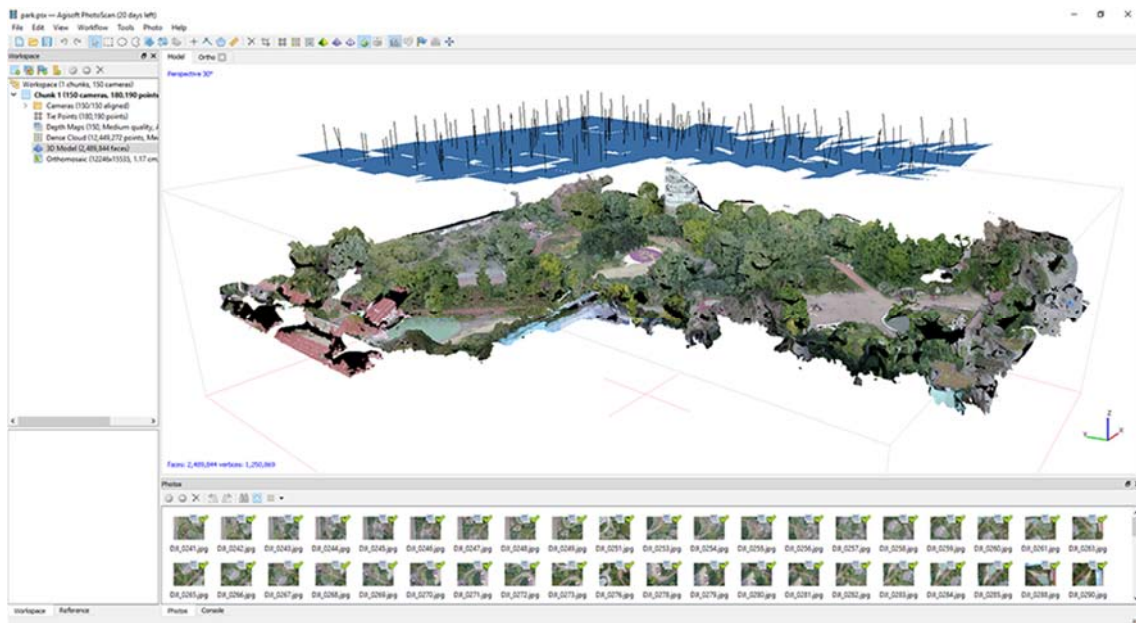 park.psx — Agisoft PhotoScan (20 days left)
File Edit View Workflow Tools Photo Help
Workspace
Model Ortho
Perspective 30°
Workspace (1 chunks, 150 cameras)
Chunk 1 (150 cameras, 180,190 points
Cameras (150/150 aligned)
Tie Points (180,190 points)
Depth Maps (150, Medium quality,
Dense Cloud (12,449,272 points, Me
3D Model (2,489,844 faces)
Orthomosaic (12246x15533, 1.17 cm
Z
Y
X
Faces: 2,489,844 vertices: 1,250,869
Photos
DJI_0241.jpg DJI_0242.jpg DJI_0243.jpg DJI_0244.jpg DJI_0245.jpg DJI_0246.jpg DJI_0247.jpg DJI_0248.jpg DJI_0249.jpg DJI_0251.jpg DJI_0253.jpg DJI_0254.jpg DJI_0255.jpg DJI_0256.jpg DJI_0257.jpg DJI_0258.jpg DJI_0259.jpg DJI_0260.jpg DJI_0261.jpg DJI_0263.jpg
DJI_0265.jpg DJI_0266.jpg DJI_0267.jpg DJI_0268.jpg DJI_0269.jpg DJI_0270.jpg DJI_0271.jpg DJI_0272.jpg DJI_0273.jpg DJI_0276.jpg DJI_0278.jpg DJI_0279.jpg DJI_0280.jpg DJI_0281.jpg DJI_0282.jpg DJI_0283.jpg DJI_0284.jpg DJI_0285.jpg DJI_0288.jpg DJI_0290.jpg
Workspace Reference
Photos Console